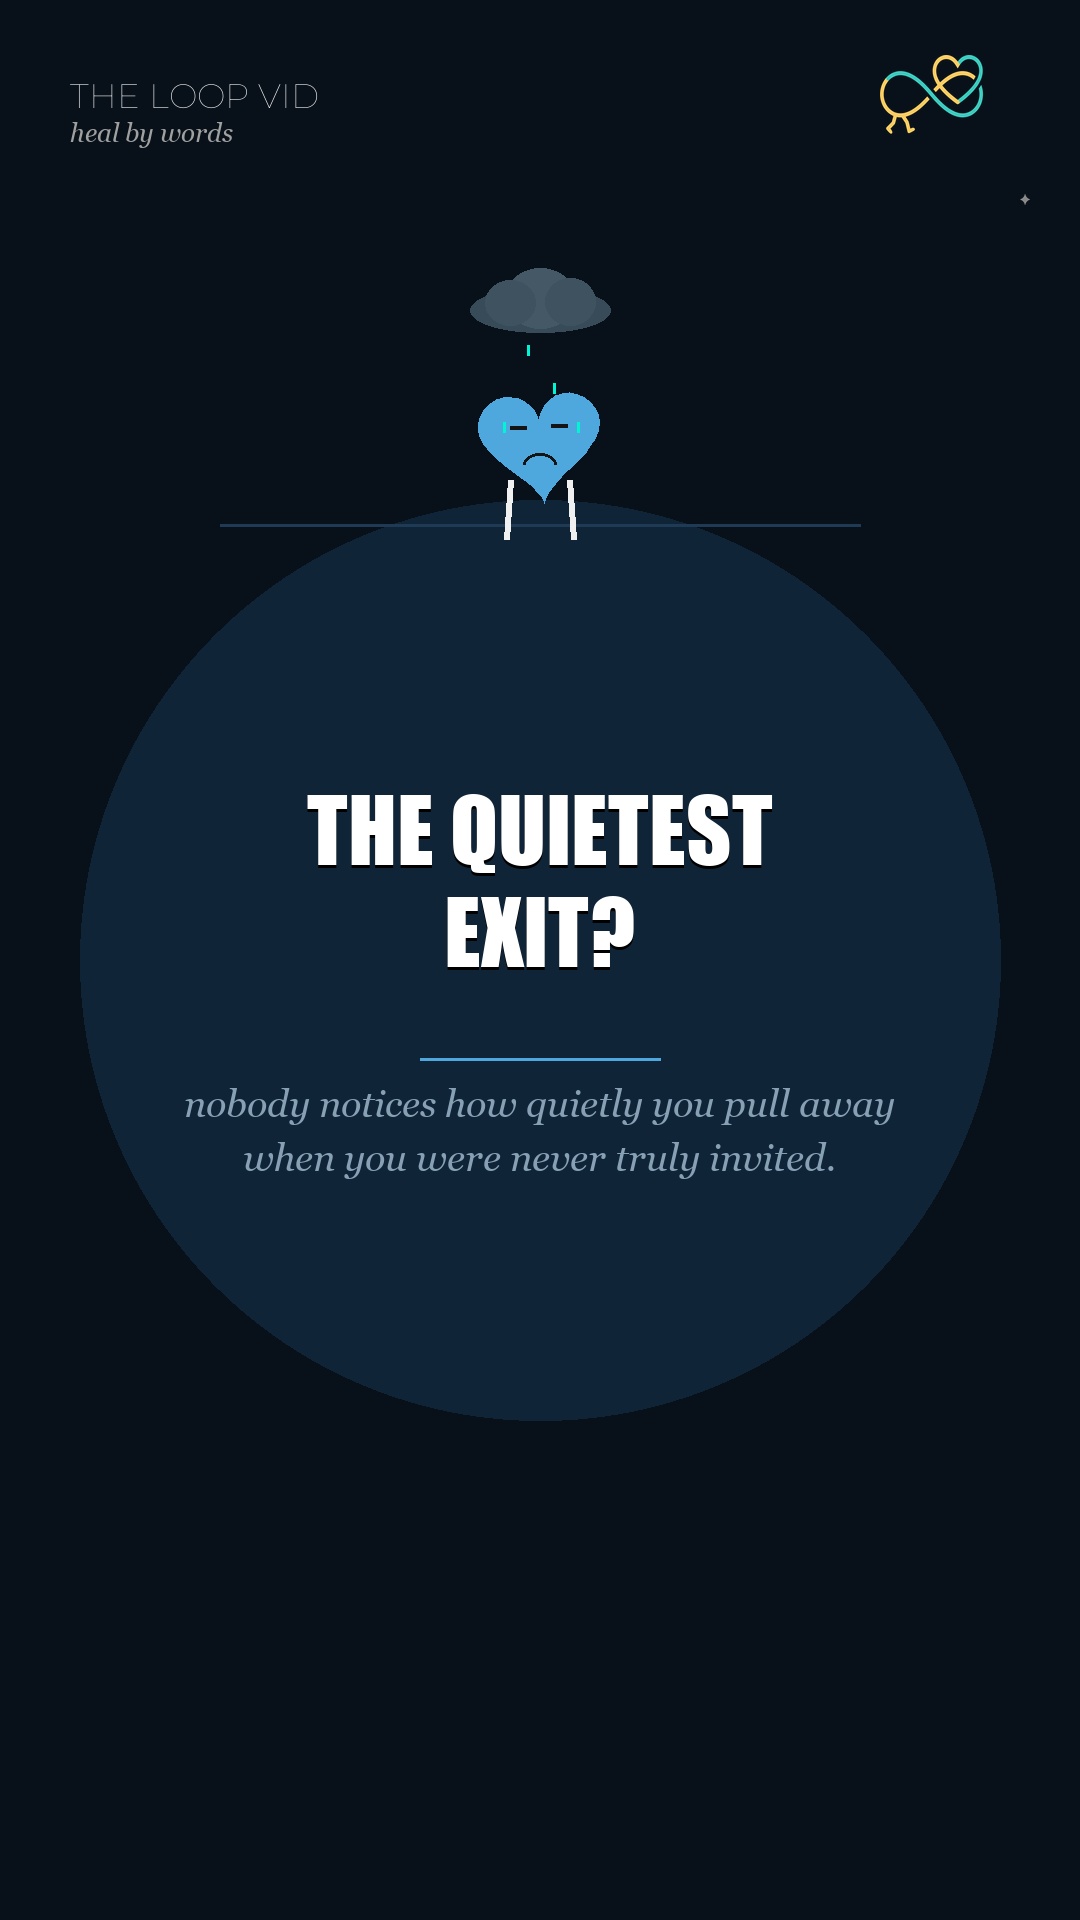 THE LOOP VID
heal by words
THE QUIETEST
EXIT?
nobody notices how quietly you pull away
when you were never truly invited.